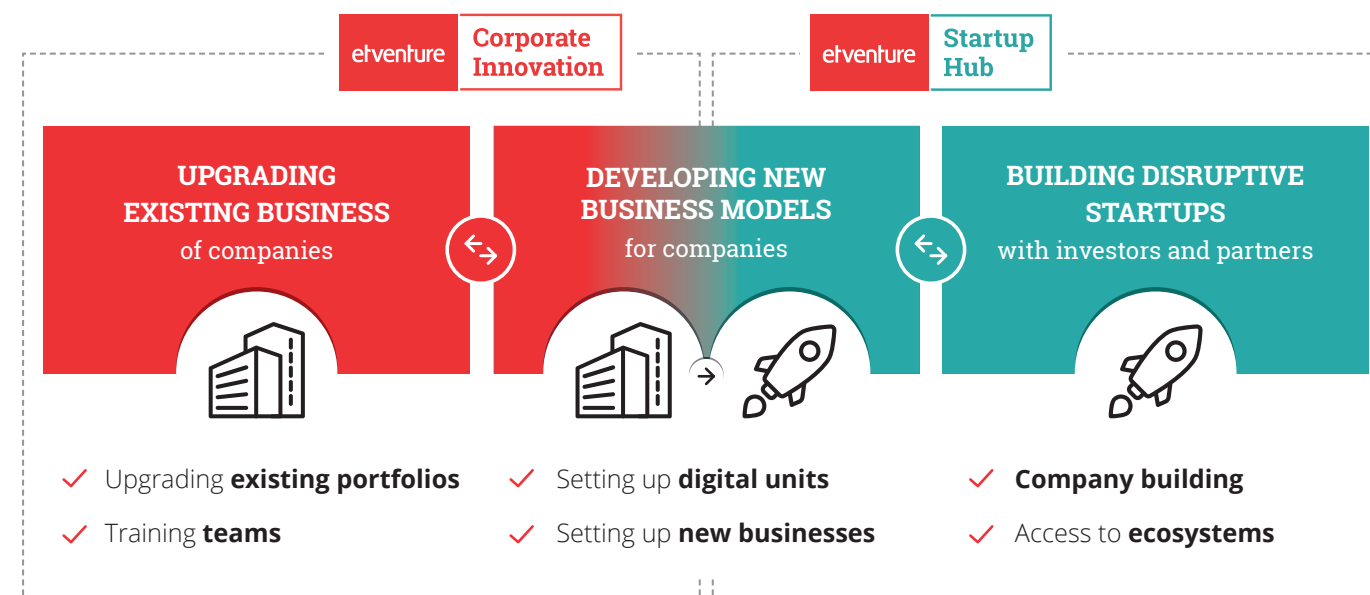 etventure
Corporate
Innovation
etventure
Startup
Hub
UPGRADING
EXISTING BUSINESS
of companies
DEVELOPING NEW
BUSINESS MODELS
for companies
BUILDING DISRUPTIVE
STARTUPS
with investors and partners
Upgrading existing portfolios
Training teams
Setting up digital units
Setting up new businesses
Company building
Access to ecosystems